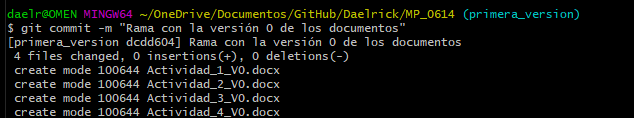 daelr@OMEN MINGW64 ~/OneDrive/Documentos/GitHub/Daelrick/MP_0614 (primera_version)
$ git commit -m "Rama con la versión 0 de los documentos"
[primera_version dcdd604] Rama con la versión 0 de los documentos
 4 files changed, 0 insertions(+), 0 deletions(-)
 create mode 100644 Actividad_1_V0.docx
 create mode 100644 Actividad_2_V0.docx
 create mode 100644 Actividad_3_V0.docx
 create mode 100644 Actividad_4_V0.docx